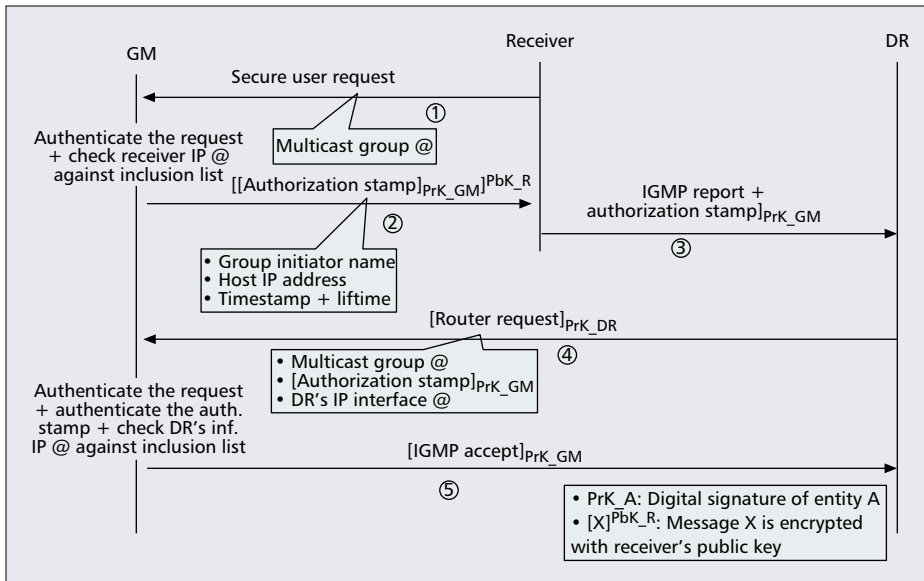 GM
Receiver
DR
Secure user request
①
Multicast group @
Authenticate the request
+ check receiver IP @
against inclusion list
[[Authorization stamp]PrK_GM]PbK_R
②
• Group initiator name
• Host IP address
• Timestamp + liftime
IGMP report +
authorization stamp]PrK_GM
③
[Router request]PrK_DR
④
• Multicast group @
• [Authorization stamp]PrK_GM
• DR's IP interface @
Authenticate the request
+ authenticate the auth.
stamp + check DR's inf.
IP @ against inclusion list
[IGMP accept]PrK_GM
⑤
• PrK_A: Digital signature of entity A
• [X]PbK_R: Message X is encrypted
with receiver's public key